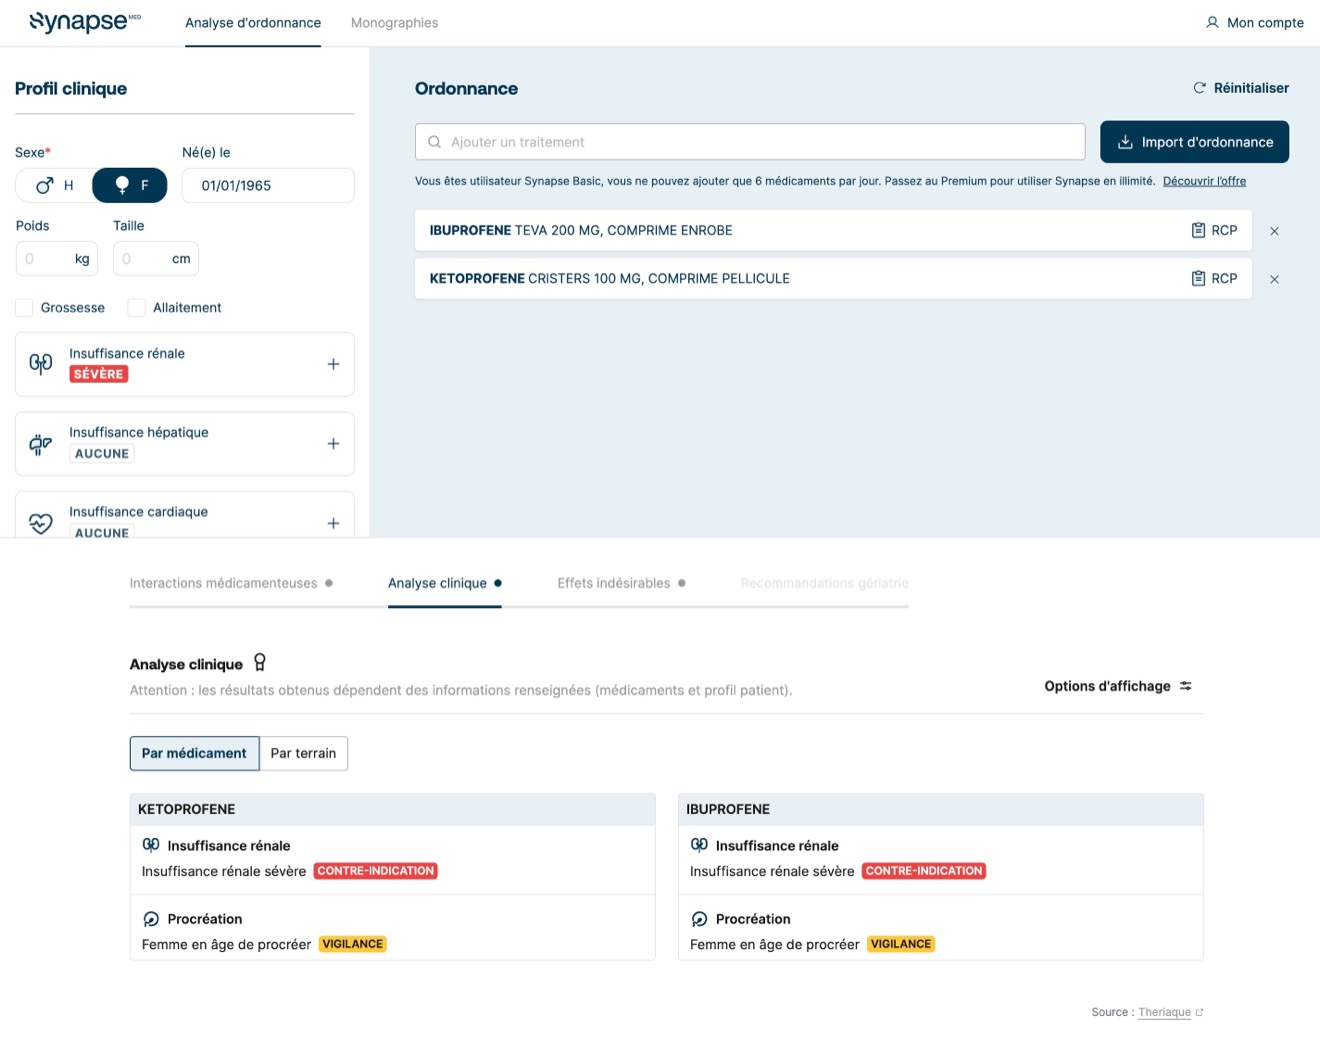 Synapse MED
Analyse d'ordonnance
Monographies
Mon compte
Profil clinique
Sexe*
H
F
Né(e) le
01/01/1965
Poids
0 kg
Taille
0 cm
Grossesse
Allaitement
Insuffisance rénale
SÉVÈRE
Insuffisance hépatique
AUCUNE
Insuffisance cardiaque
AUCUNE
Ordonnance
Réinitialiser
Ajouter un traitement
Import d'ordonnance
Vous êtes utilisateur Synapse Basic, vous ne pouvez ajouter que 6 médicaments par jour. Passez au Premium pour utiliser Synapse en illimité. Découvrir l'offre
IBUPROFENE TEVA 200 MG, COMPRIME ENROBE RCP
KETOPROFENE CRISTERS 100 MG, COMPRIME PELLICULE RCP
Interactions médicamenteuses
Analyse clinique
Effets indésirables
Recommandations gériatrie
Analyse clinique
Attention : les résultats obtenus dépendent des informations renseignées (médicaments et profil patient).
Options d'affichage
Par médicament
Par terrain
KETOPROFENE
Insuffisance rénale
Insuffisance rénale sévère CONTRE-INDICATION
Procréation
Femme en âge de procréer VIGILANCE
IBUPROFENE
Insuffisance rénale
Insuffisance rénale sévère CONTRE-INDICATION
Procréation
Femme en âge de procréer VIGILANCE
Source : Theriaque